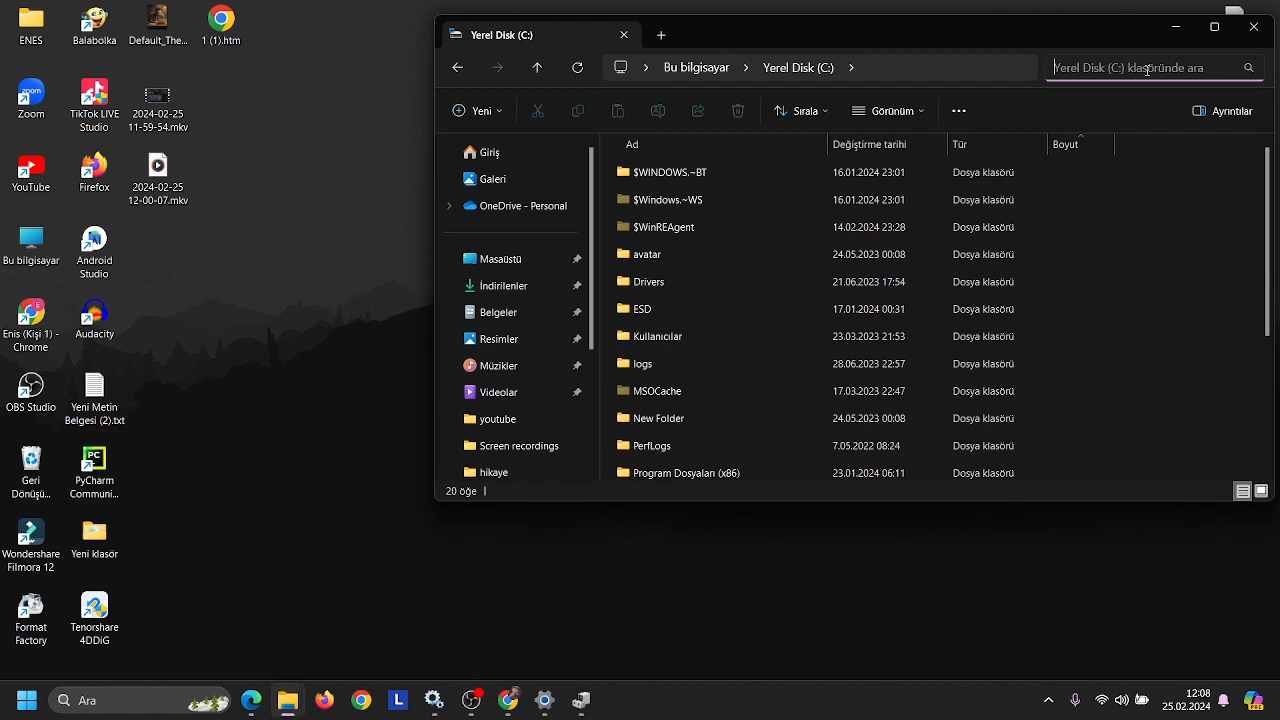 ENES
Balabolka
Default_The...
1 (1).htm
Zoom
TikTok LIVE
Studio
2024-02-25
11-59-54.mkv
YouTube
Firefox
2024-02-25
12-00-07.mkv
Bu bilgisayar
Android
Studio
Enis (Kişi 1) -
Chrome
Audacity
OBS Studio
Yeni Metin
Belgesi (2).txt
Geri
Dönüşü...
PyCharm
Communi...
Wondershare
Filmora 12
Yeni klasör
Format
Factory
Tenorshare
4DDiG
Yerel Disk (C:)
Bu bilgisayar
Yerel Disk (C:)
Yerel Disk (C:) klasöründe ara
Yeni
Sırala
Görünüm
Ayrıntılar
Giriş
Galeri
OneDrive - Personal
Masaüstü
İndirilenler
Belgeler
Resimler
Müzikler
Videolar
youtube
Screen recordings
hikaye
Ad Değiştirme tarihi Tür Boyut
$WINDOWS.~BT 16.01.2024 23:01 Dosya klasörü
$Windows.~WS 16.01.2024 23:01 Dosya klasörü
$WinREAgent 14.02.2024 23:28 Dosya klasörü
avatar 24.05.2023 00:08 Dosya klasörü
Drivers 21.06.2023 17:54 Dosya klasörü
ESD 17.01.2024 00:31 Dosya klasörü
Kullanıcılar 23.03.2023 21:53 Dosya klasörü
logs 28.06.2023 22:57 Dosya klasörü
MSOCache 17.03.2023 22:47 Dosya klasörü
New Folder 24.05.2023 00:08 Dosya klasörü
PerfLogs 7.05.2022 08:24 Dosya klasörü
Program Dosyaları (x86) 23.01.2024 06:11 Dosya klasörü
20 öğe
Ara
12:08
25.02.2024